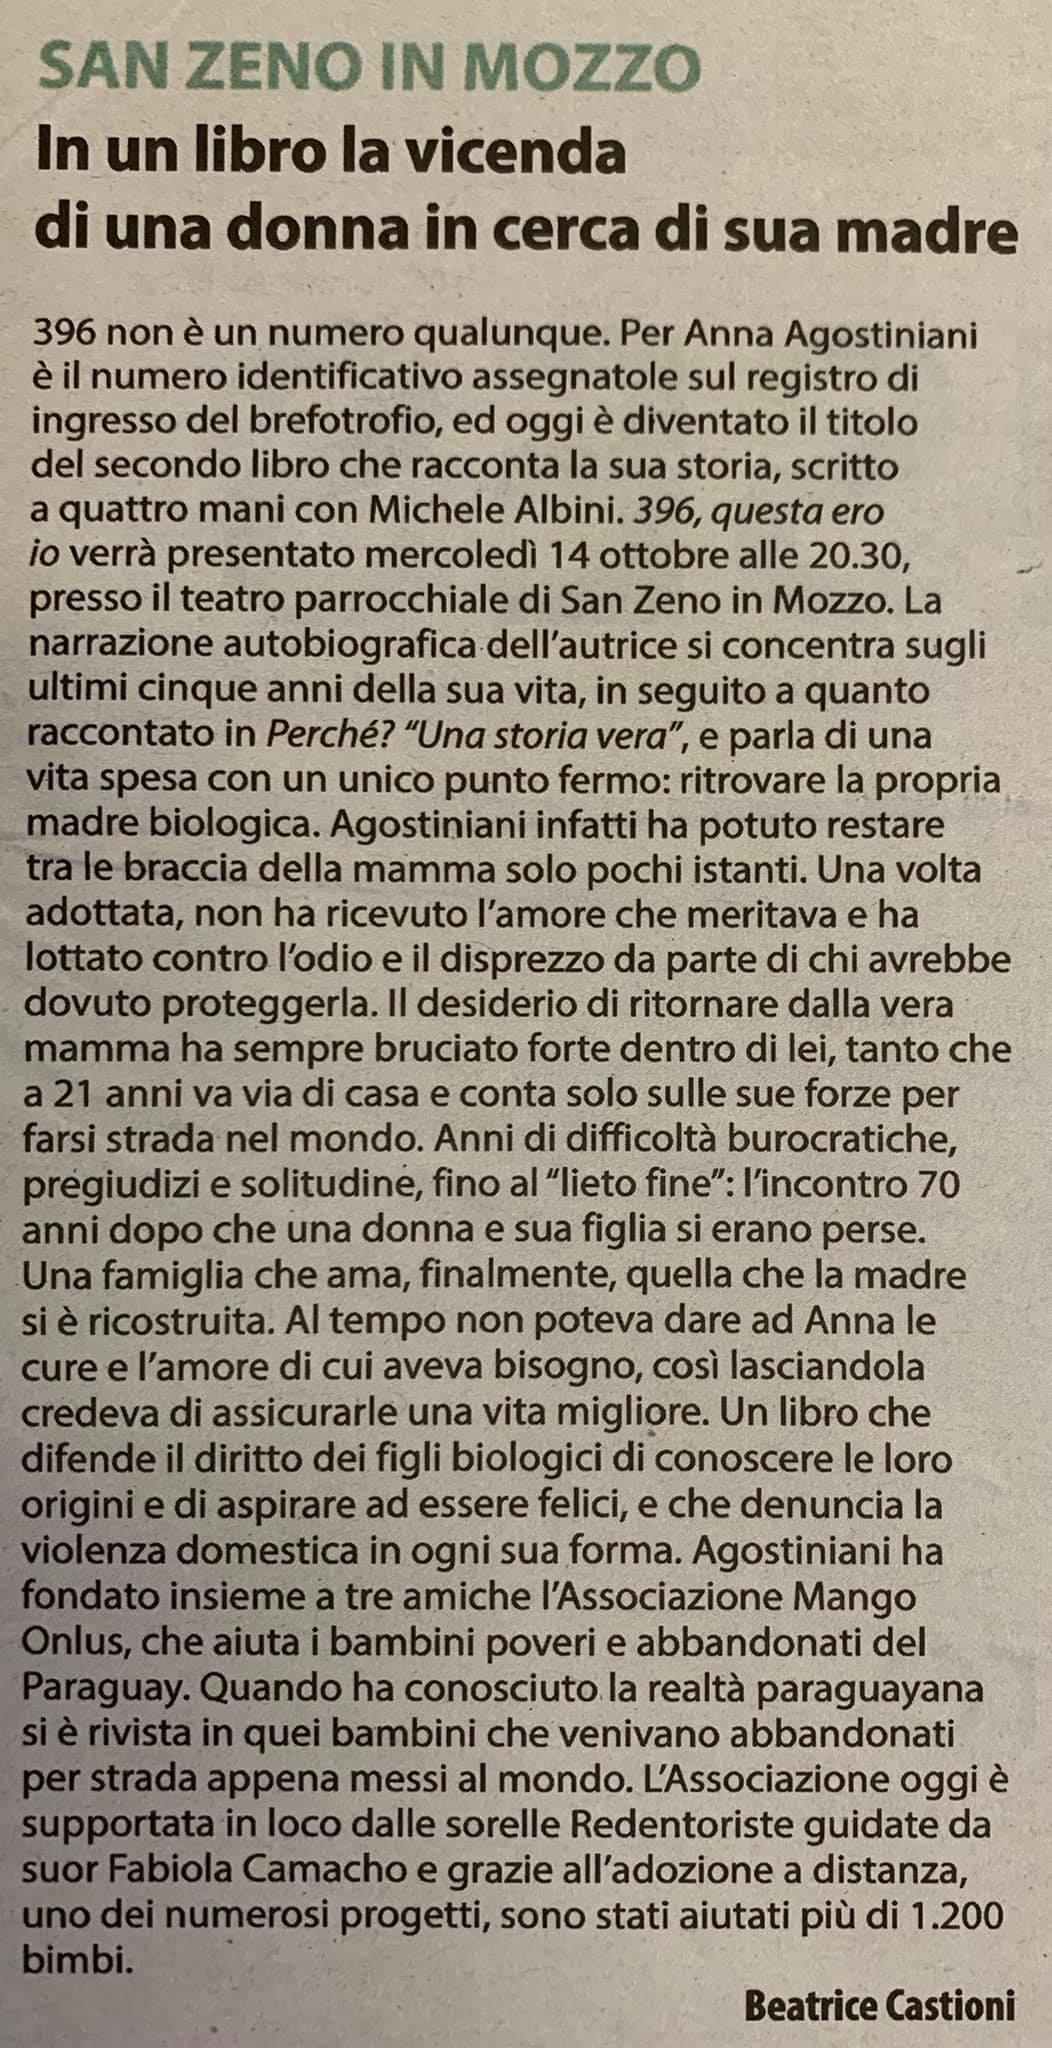 SAN ZENO IN MOZZO
In un libro la vicenda
di una donna in cerca di sua madre
396 non è un numero qualunque. Per Anna Agostiniani
è il numero identificativo assegnatole sul registro di
ingresso del brefotrofio, ed oggi è diventato il titolo
del secondo libro che racconta la sua storia, scritto
a quattro mani con Michele Albini. 396, questa ero
io verrà presentato mercoledì 14 ottobre alle 20.30,
presso il teatro parrocchiale di San Zeno in Mozzo. La
narrazione autobiografica dell'autrice si concentra sugli
ultimi cinque anni della sua vita, in seguito a quanto
raccontato in Perché? “Una storia vera”, e parla di una
vita spesa con un unico punto fermo: ritrovare la propria
madre biologica. Agostiniani infatti ha potuto restare
tra le braccia della mamma solo pochi istanti. Una volta
adottata, non ha ricevuto l'amore che meritava e ha
lottato contro l'odio e il disprezzo da parte di chi avrebbe
dovuto proteggerla. Il desiderio di ritornare dalla vera
mamma ha sempre bruciato forte dentro di lei, tanto che
a 21 anni va via di casa e conta solo sulle sue forze per
farsi strada nel mondo. Anni di difficoltà burocratiche,
pregiudizi e solitudine, fino al “lieto fine”: l'incontro 70
anni dopo che una donna e sua figlia si erano perse.
Una famiglia che ama, finalmente, quella che la madre
si è ricostruita. Al tempo non poteva dare ad Anna le
cure e l'amore di cui aveva bisogno, così lasciandola
credeva di assicurarle una vita migliore. Un libro che
difende il diritto dei figli biologici di conoscere le loro
origini e di aspirare ad essere felici, e che denuncia la
violenza domestica in ogni sua forma. Agostiniani ha
fondato insieme a tre amiche l'Associazione Mango
Onlus, che aiuta i bambini poveri e abbandonati del
Paraguay. Quando ha conosciuto la realtà paraguayana
si è rivista in quei bambini che venivano abbandonati
per strada appena messi al mondo. L'Associazione oggi è
supportata in loco dalle sorelle Redentoriste guidate da
suor Fabiola Camacho e grazie all'adozione a distanza,
uno dei numerosi progetti, sono stati aiutati più di 1.200
bimbi.
Beatrice Castioni